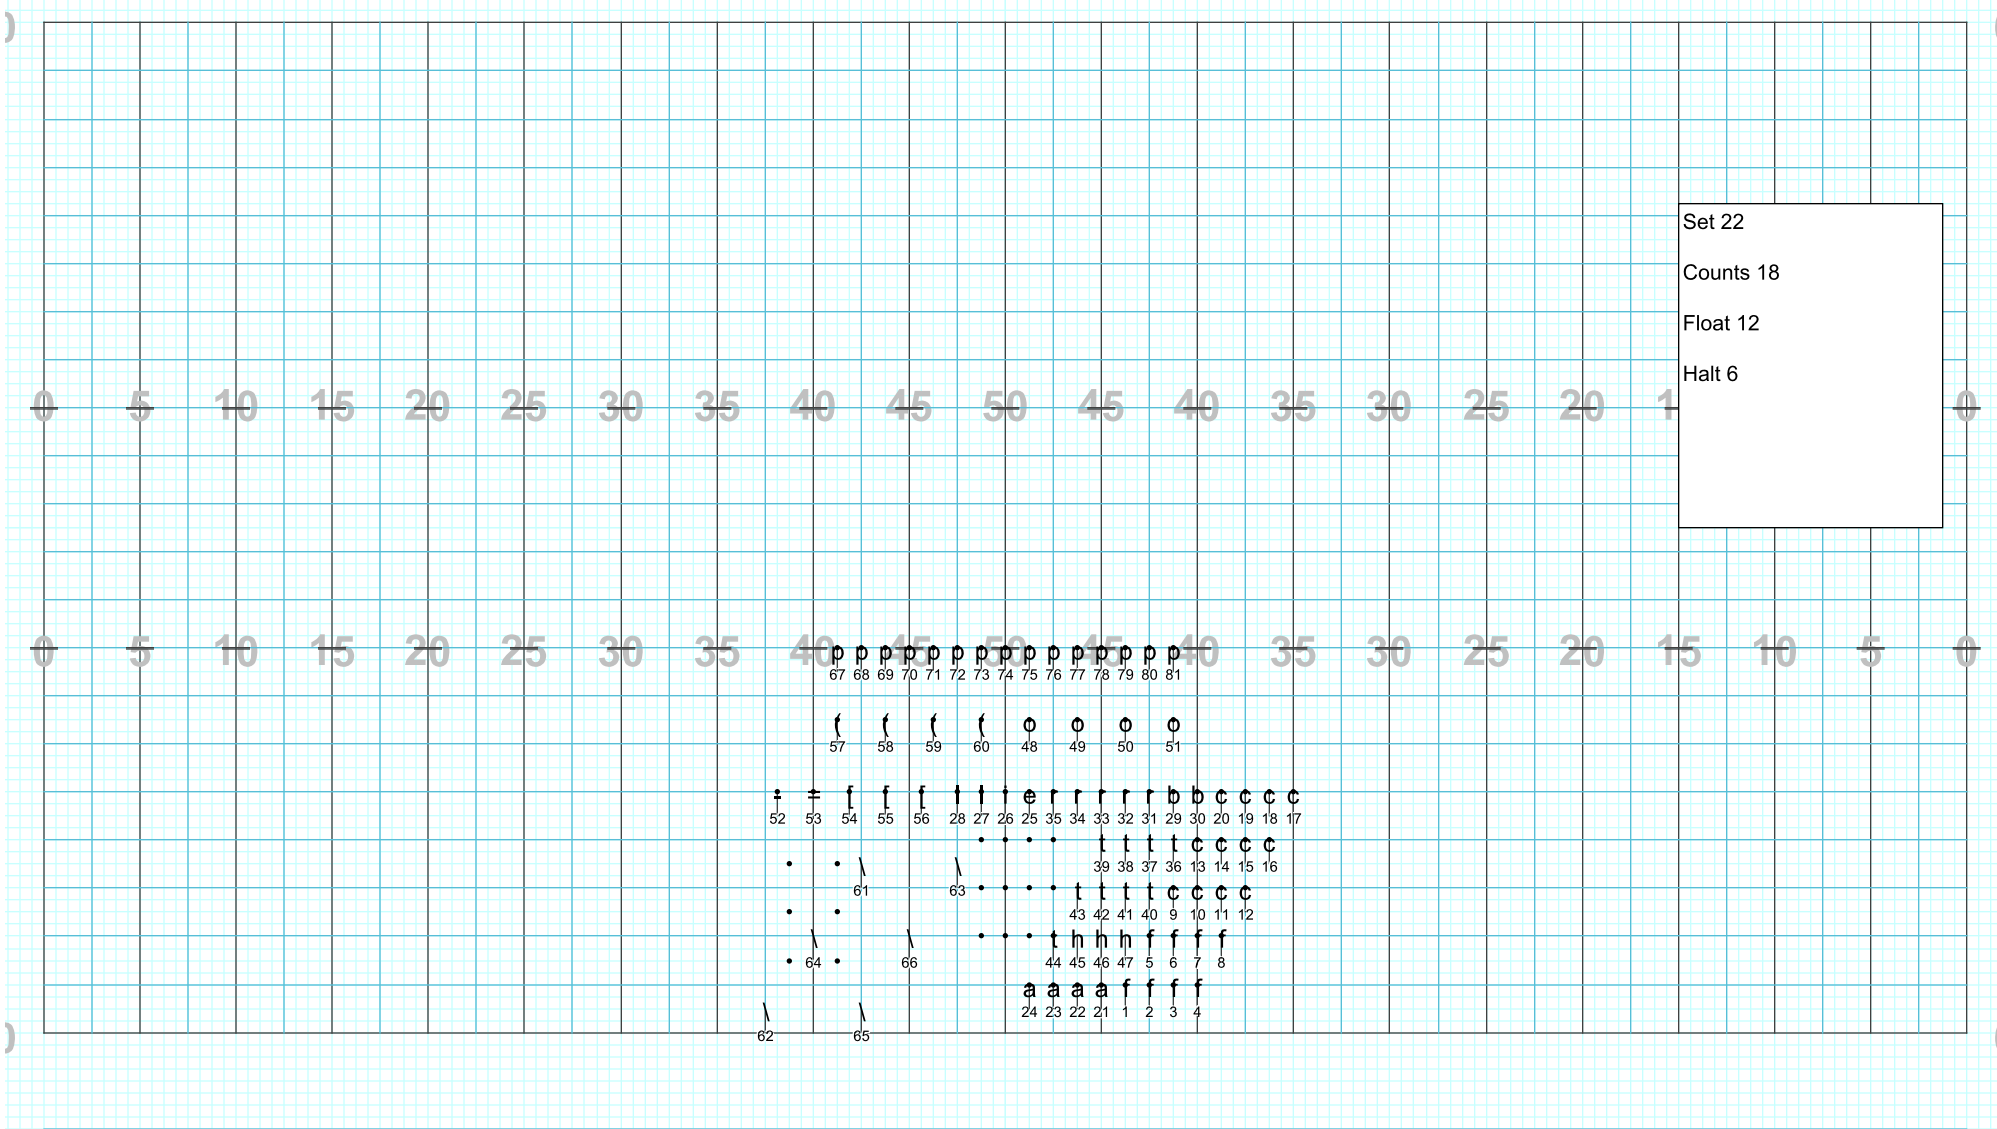 Set 22
Counts 18
Float 12
Halt 6
0 5 10 15 20 25 30 35 40 45 50 45 40 35 30 25 20 1 0
0 5 10 15 20 25 30 35 40 45 50 45 40 35 30 25 20 15 10 5 0
p p p p p p p p p p p p p p p
67 68 69 70 71 72 73 74 75 76 77 78 79 80 81
( ( ( ( o o o o
57 58 59 60 48 49 50 51
- = [ [ [ l l i e r r r r r b b c c c c
52 53 54 55 56 28 27 26 25 35 34 33 32 31 29 30 20 19 18 17
t t t t c c c c
39 38 37 36 13 14 15 16
\ \
61 63
t t t t c c c c
43 42 41 40 9 10 11 12
\ \ t h h h f f f f
64 66 44 45 46 47 5 6 7 8
a a a a f f f f
24 23 22 21 1 2 3 4
\ \
62 65